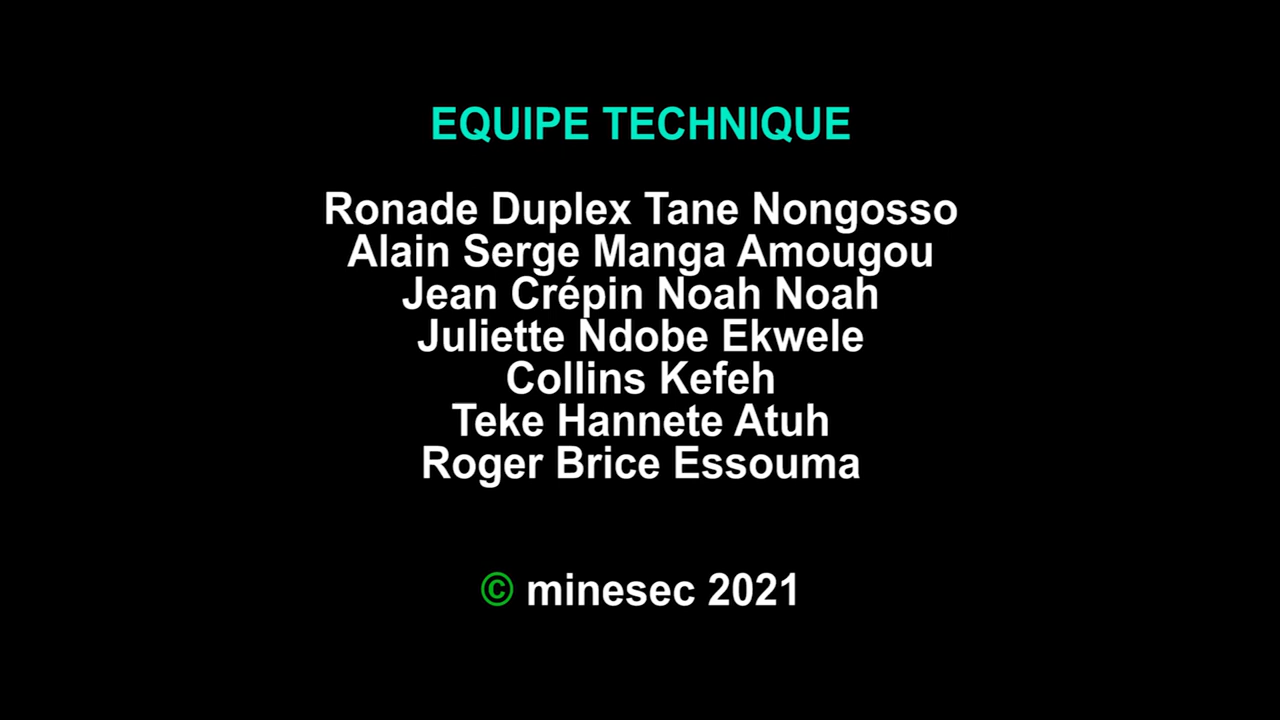 EQUIPE TECHNIQUE
Ronade Duplex Tane Nongosso
Alain Serge Manga Amougou
Jean Crépin Noah Noah
Juliette Ndobe Ekwele
Collins Kefeh
Teke Hannete Atuh
Roger Brice Essouma
© minesec 2021